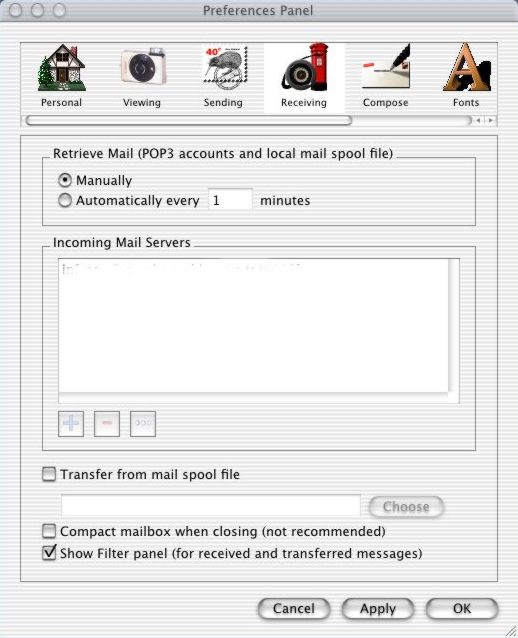 Preferences Panel
40°
Personal
Viewing
Sending
Receiving
Compose
Fonts
Retrieve Mail (POP3 accounts and local mail spool file)
Manually
Automatically every 1 minutes
Incoming Mail Servers
Transfer from mail spool file
Choose
Compact mailbox when closing (not recommended)
Show Filter panel (for received and transferred messages)
Cancel
Apply
OK